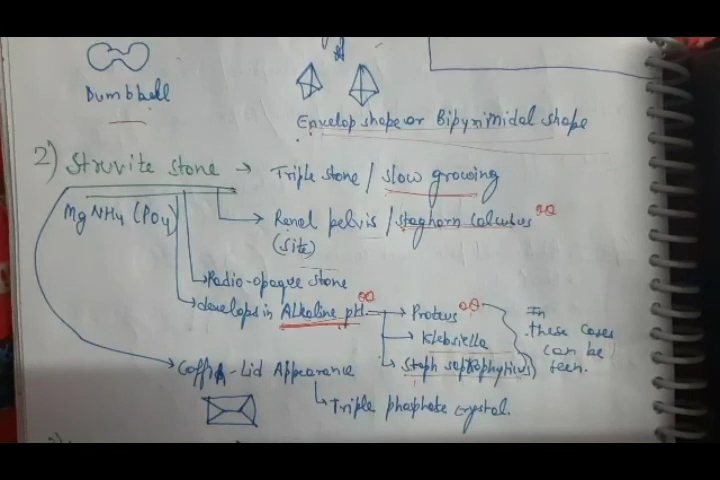 Dumbbell
Envelop shape or Bipyrimidal shape
2) Struvite stone → Triple stone / slow growing
MgNH4 (PO4)
→ Renal pelvis / staghorn calculus
(site)
→ Radio-opaque stone
→ develops in Alkaline pH → Proteus
→ Klebsiella
→ Staph saprophyticus
In
these cases
can be
seen.
→ Coffin-Lid Appearance
→ Triple phosphate crystal.